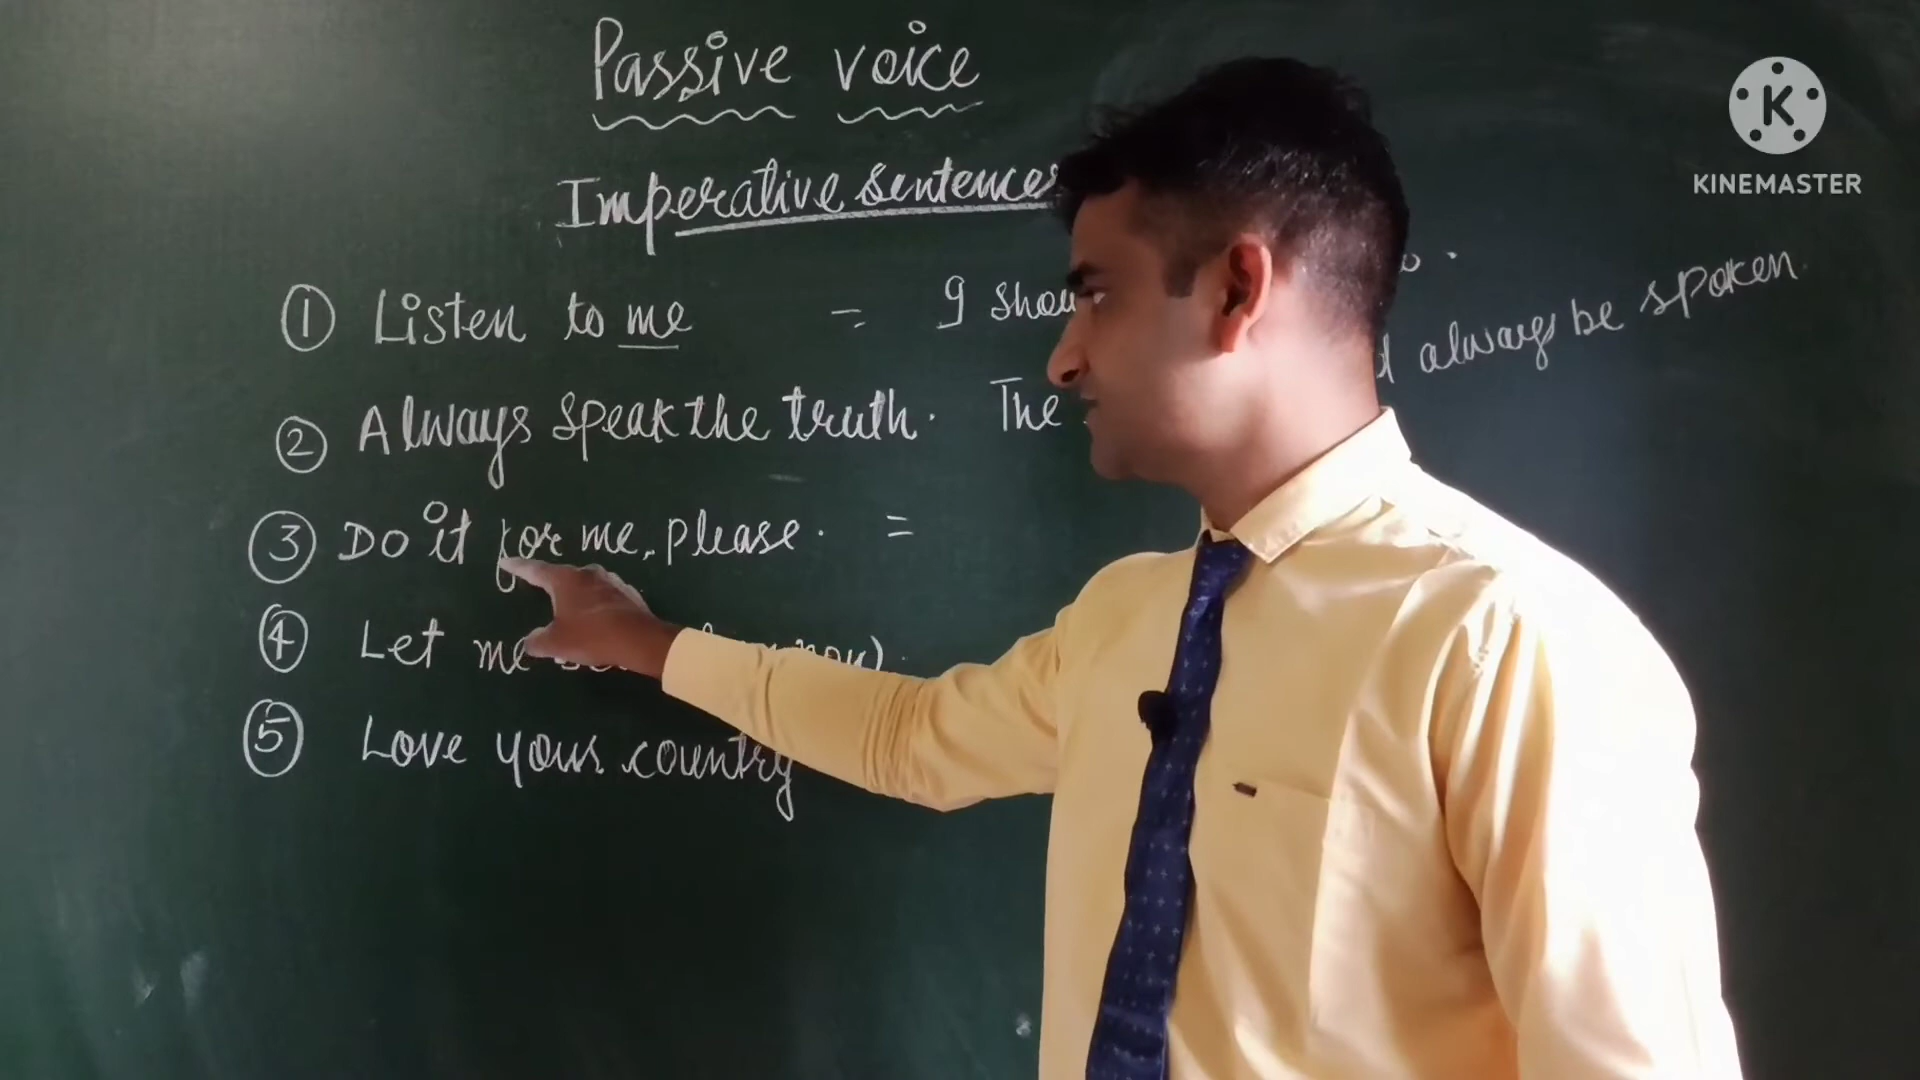 Passive voice
Imperative sentences
① Listen to me = I
② Always speak the truth. The always be spoken.
③ Do it for me, please. =
④ Let me
⑤ Love your country
K
KINEMASTER